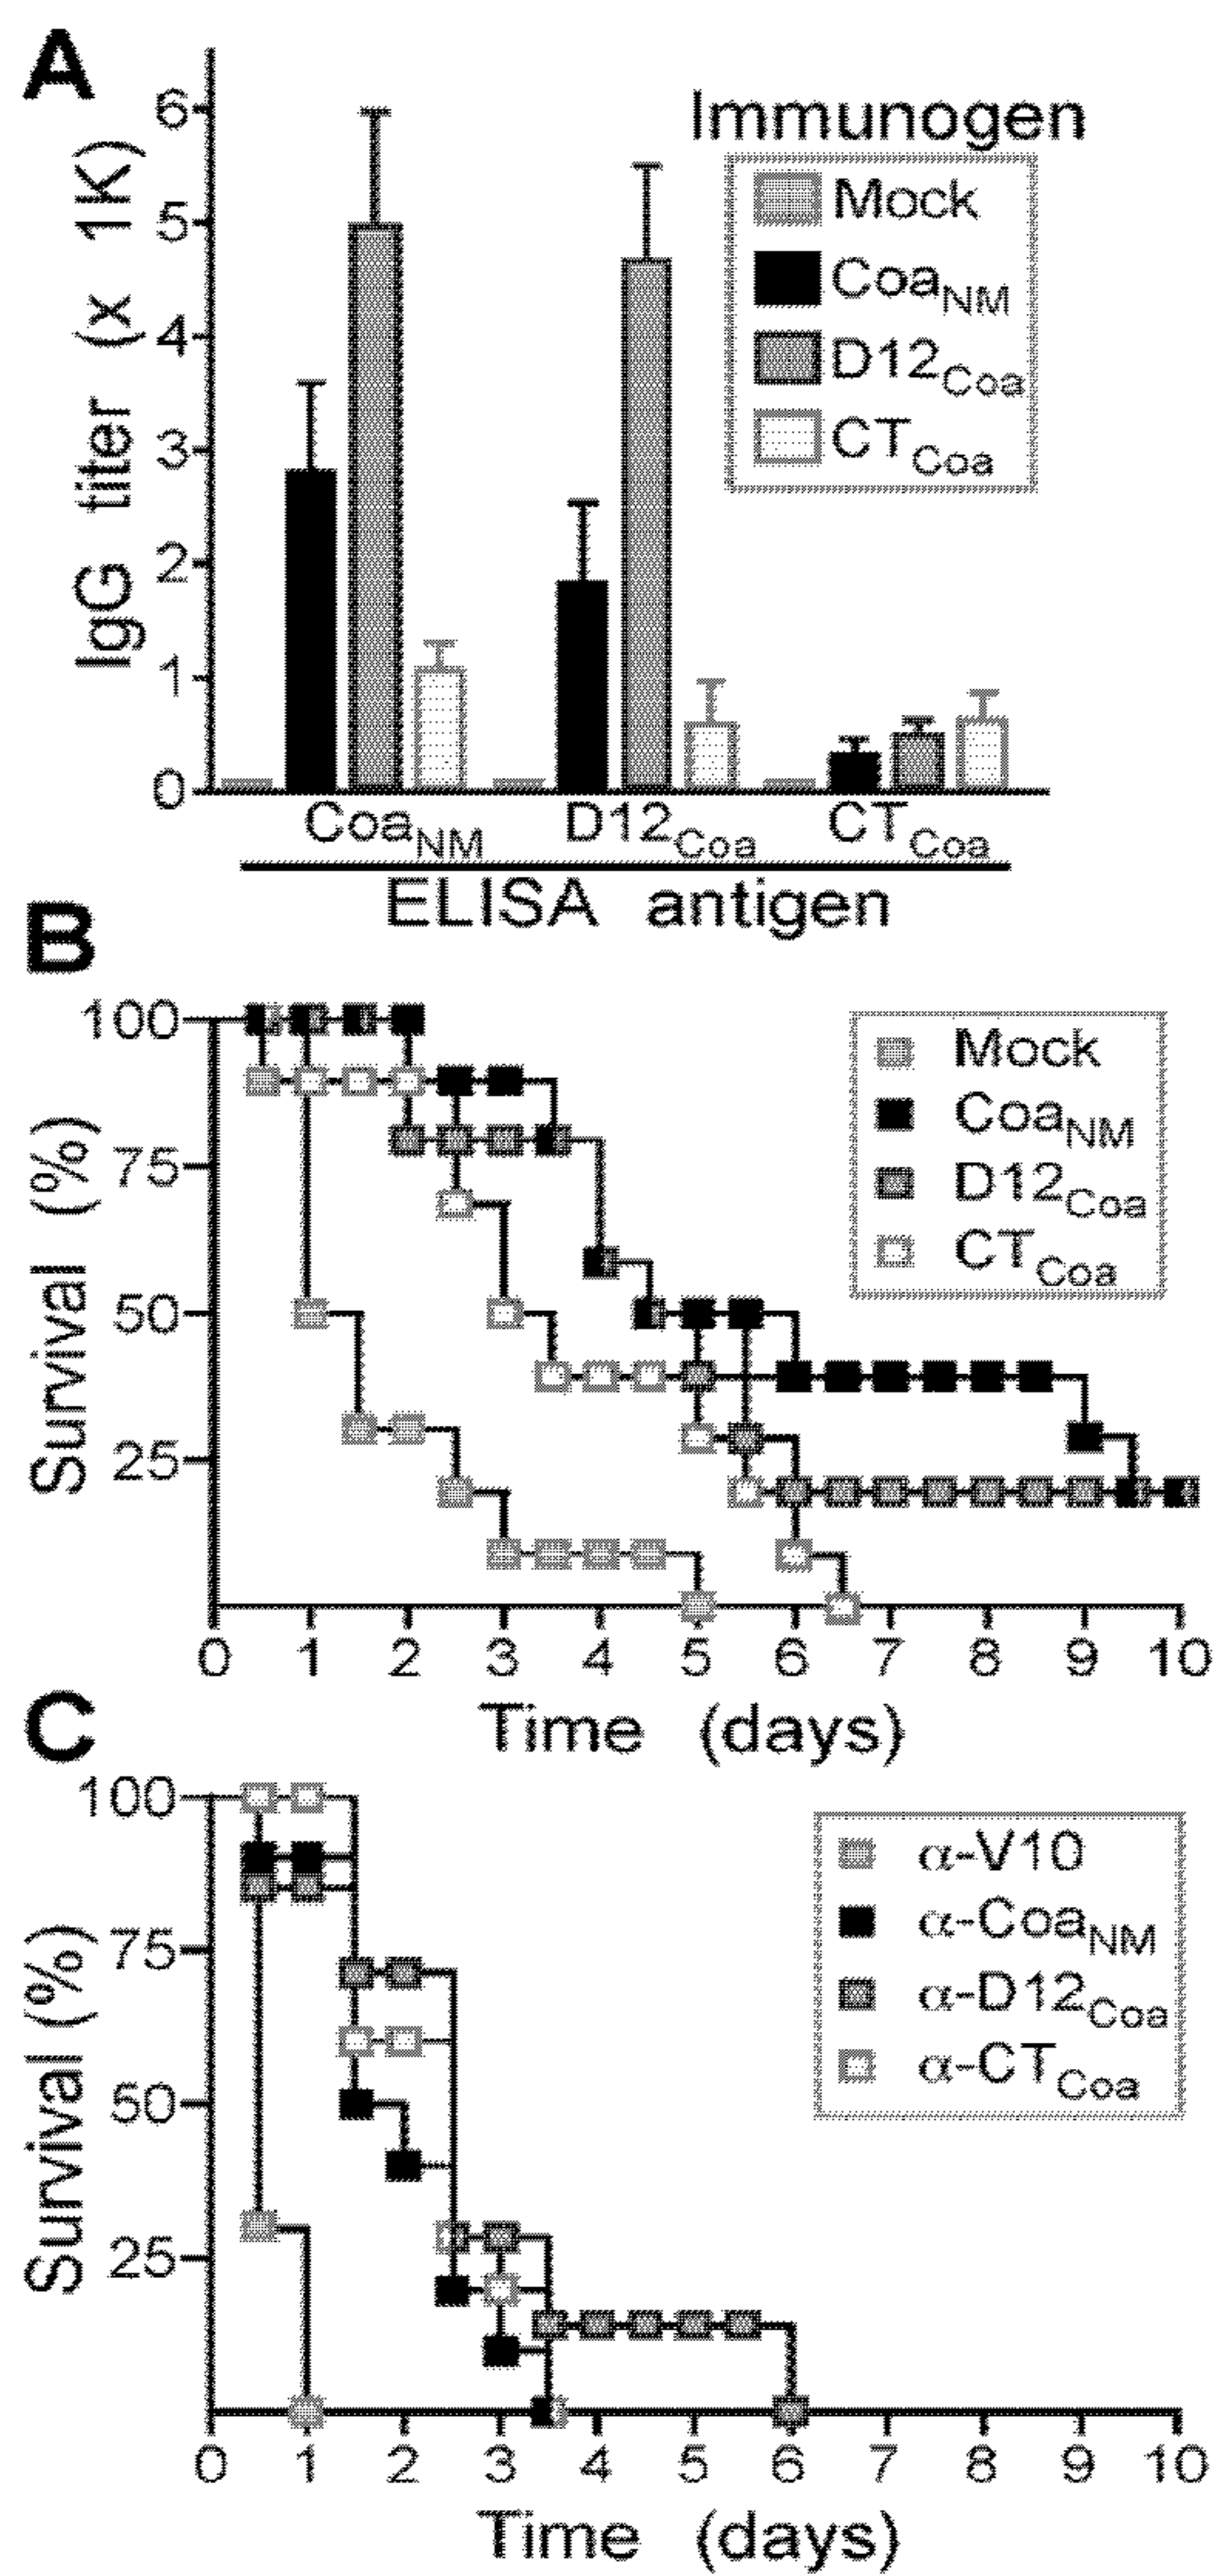 A
IgG titer (x 1K)
6
5
4
3
2
1
0
Immunogen
Mock
CoaNM
D12Coa
CTCoa
CoaNM D12Coa CTCoa
ELISA antigen
B
Survival (%)
100
75
50
25
Mock
CoaNM
D12Coa
CTCoa
0 1 2 3 4 5 6 7 8 9 10
Time (days)
C
Survival (%)
100
75
50
25
α-V10
α-CoaNM
α-D12Coa
α-CTCoa
0 1 2 3 4 5 6 7 8 9 10
Time (days)